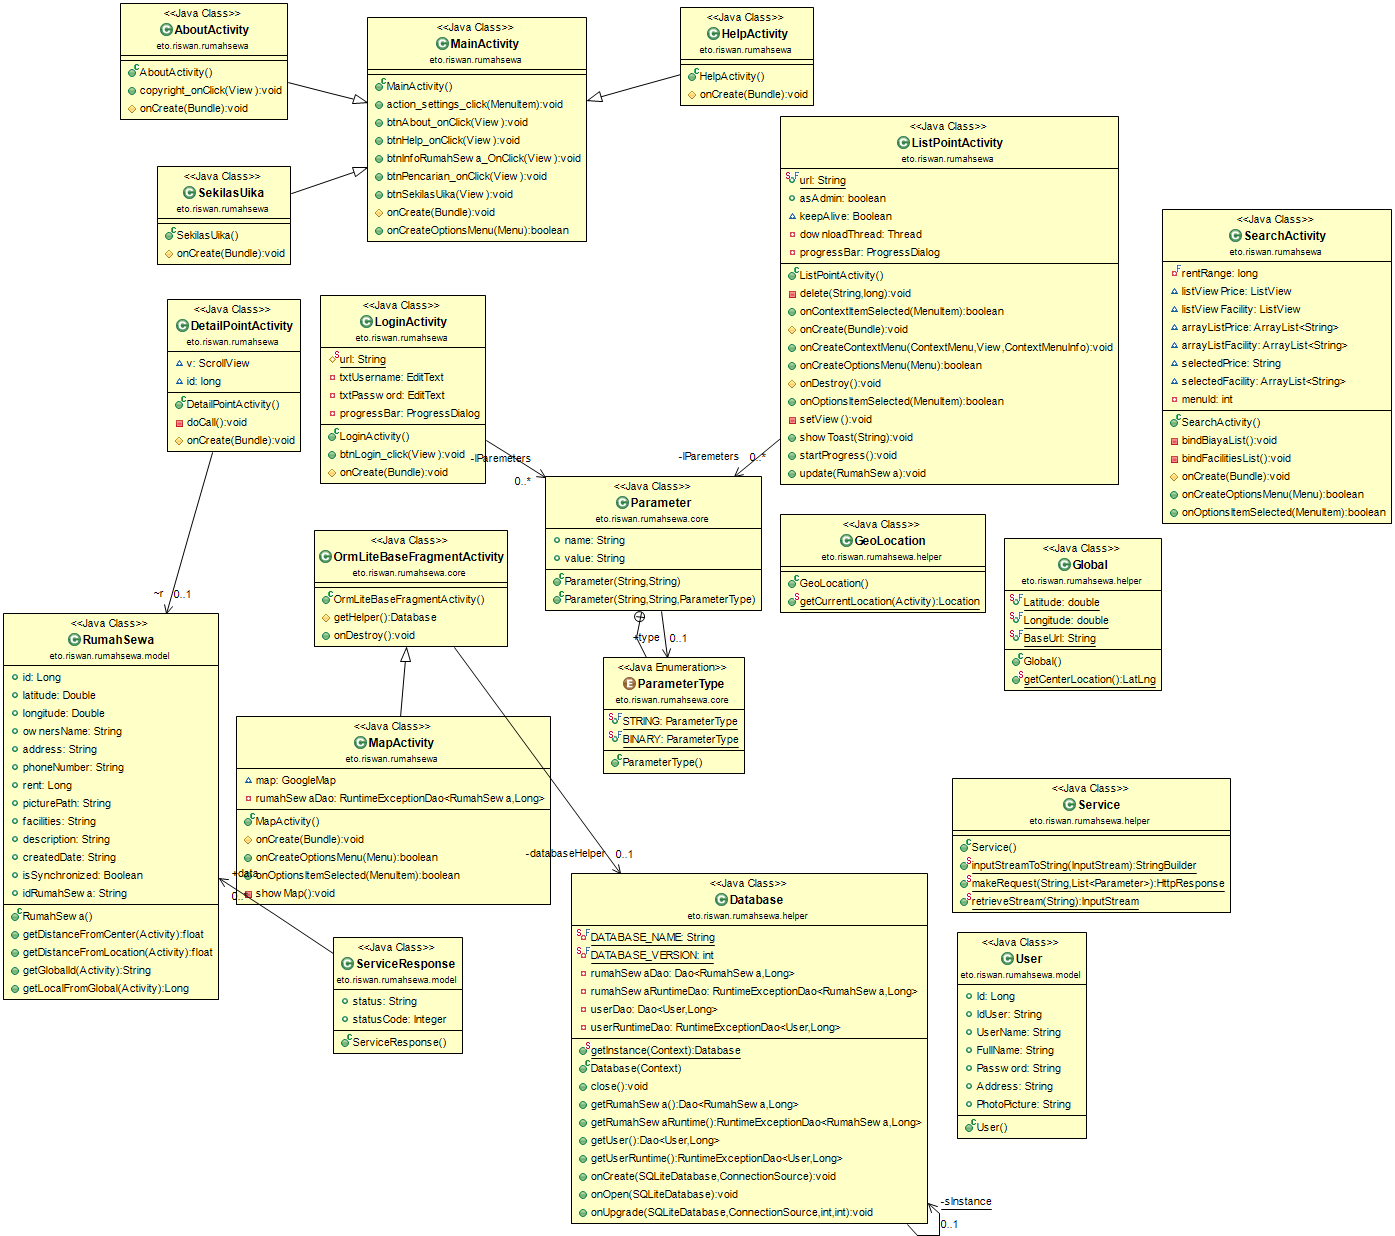 <<Java Class>>
AboutActivity
eto.riswan.rumahsewa
AboutActivity()
copyright_onClick(View):void
onCreate(Bundle):void
<<Java Class>>
MainActivity
eto.riswan.rumahsewa
MainActivity()
action_settings_click(MenuItem):void
btnAbout_onClick(View):void
btnHelp_onClick(View):void
btnInfoRumahSewa_OnClick(View):void
btnPencarian_onClick(View):void
btnSekilasUika(View):void
onCreate(Bundle):void
onCreateOptionsMenu(Menu):boolean
<<Java Class>>
HelpActivity
eto.riswan.rumahsewa
HelpActivity()
onCreate(Bundle):void
<<Java Class>>
SekilasUika
eto.riswan.rumahsewa
SekilasUika()
onCreate(Bundle):void
<<Java Class>>
ListPointActivity
eto.riswan.rumahsewa
url: String
asAdmin: boolean
keepAlive: Boolean
downloadThread: Thread
progressBar: ProgressDialog
ListPointActivity()
delete(String,long):void
onContextItemSelected(MenuItem):boolean
onCreate(Bundle):void
onCreateContextMenu(ContextMenu,View,ContextMenuInfo):void
onCreateOptionsMenu(Menu):boolean
onDestroy():void
onOptionsItemSelected(MenuItem):boolean
setView():void
showToast(String):void
startProgress():void
update(RumahSewa):void
<<Java Class>>
SearchActivity
eto.riswan.rumahsewa
rentRange: long
listViewPrice: ListView
listViewFacility: ListView
arrayListPrice: ArrayList<String>
arrayListFacility: ArrayList<String>
selectedPrice: String
selectedFacility: ArrayList<String>
menuId: int
SearchActivity()
bindBiayaList():void
bindFacilitiesList():void
onCreate(Bundle):void
onCreateOptionsMenu(Menu):boolean
onOptionsItemSelected(MenuItem):boolean
<<Java Class>>
DetailPointActivity
eto.riswan.rumahsewa
v: ScrollView
id: long
DetailPointActivity()
doCall():void
onCreate(Bundle):void
<<Java Class>>
LoginActivity
eto.riswan.rumahsewa
url: String
txtUsername: EditText
txtPassword: EditText
progressBar: ProgressDialog
LoginActivity()
btnLogin_click(View):void
onCreate(Bundle):void
-lParemeters
0..*
-lParemeters
0..*
<<Java Class>>
Parameter
eto.riswan.rumahsewa.core
name: String
value: String
Parameter(String,String)
Parameter(String,String,ParameterType)
+type
0..1
<<Java Enumeration>>
ParameterType
eto.riswan.rumahsewa.core
STRING: ParameterType
BINARY: ParameterType
ParameterType()
<<Java Class>>
GeoLocation
eto.riswan.rumahsewa.helper
GeoLocation()
getCurrentLocation(Activity):Location
<<Java Class>>
Global
eto.riswan.rumahsewa.helper
Latitude: double
Longitude: double
BaseUrl: String
Global()
getCenterLocation():LatLng
<<Java Class>>
OrmLiteBaseFragmentActivity
eto.riswan.rumahsewa.core
OrmLiteBaseFragmentActivity()
getHelper():Database
onDestroy():void
~r
0..1
<<Java Class>>
RumahSewa
eto.riswan.rumahsewa.model
id: Long
latitude: Double
longitude: Double
ownersName: String
address: String
phoneNumber: String
rent: Long
picturePath: String
facilities: String
description: String
createdDate: String
isSynchronized: Boolean
idRumahSewa: String
RumahSewa()
getDistanceFromCenter(Activity):float
getDistanceFromLocation(Activity):float
getGlobalId(Activity):String
getLocalFromGlobal(Activity):Long
<<Java Class>>
MapActivity
eto.riswan.rumahsewa
map: GoogleMap
rumahSewaDao: RuntimeExceptionDao<RumahSewa,Long>
MapActivity()
onCreate(Bundle):void
onCreateOptionsMenu(Menu):boolean
onOptionsItemSelected(MenuItem):boolean
showMap():void
+data
-databaseHelper
0..1
<<Java Class>>
ServiceResponse
eto.riswan.rumahsewa.model
status: String
statusCode: Integer
ServiceResponse()
<<Java Class>>
Database
eto.riswan.rumahsewa.helper
DATABASE_NAME: String
DATABASE_VERSION: int
rumahSewaDao: Dao<RumahSewa,Long>
rumahSewaRuntimeDao: RuntimeExceptionDao<RumahSewa,Long>
userDao: Dao<User,Long>
userRuntimeDao: RuntimeExceptionDao<User,Long>
getInstance(Context):Database
Database(Context)
close():void
getRumahSewa():Dao<RumahSewa,Long>
getRumahSewaRuntime():RuntimeExceptionDao<RumahSewa,Long>
getUser():Dao<User,Long>
getUserRuntime():RuntimeExceptionDao<User,Long>
onCreate(SQLiteDatabase,ConnectionSource):void
onOpen(SQLiteDatabase):void
onUpgrade(SQLiteDatabase,ConnectionSource,int,int):void
-sInstance
0..1
<<Java Class>>
Service
eto.riswan.rumahsewa.helper
Service()
inputStreamToString(InputStream):StringBuilder
makeRequest(String,List<Parameter>):HttpResponse
retrieveStream(String):InputStream
<<Java Class>>
User
eto.riswan.rumahsewa.model
Id: Long
IdUser: String
UserName: String
FullName: String
Password: String
Address: String
PhotoPicture: String
User()